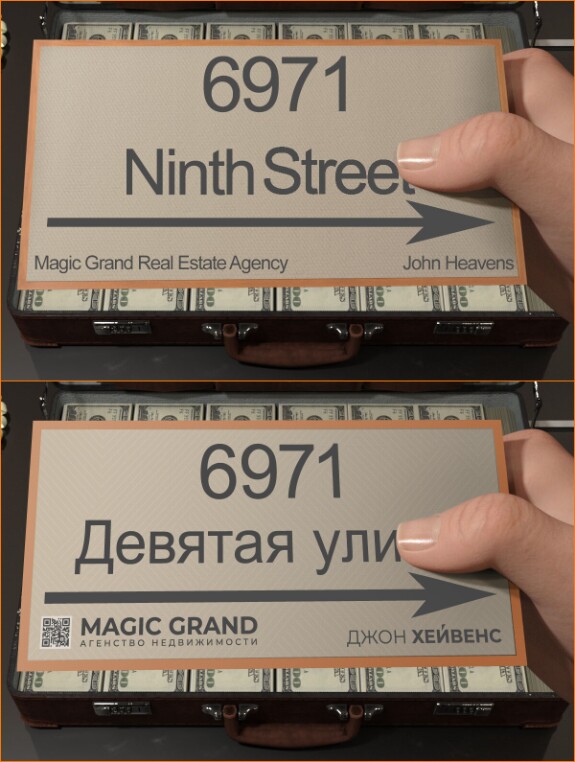 6971
Ninth Street
Magic Grand Real Estate Agency
John Heavens
6971
Девятая ули
MAGIC GRAND
АГЕНСТВО НЕДВИЖИМОСТИ
ДЖОН ХЕЙВЕНС